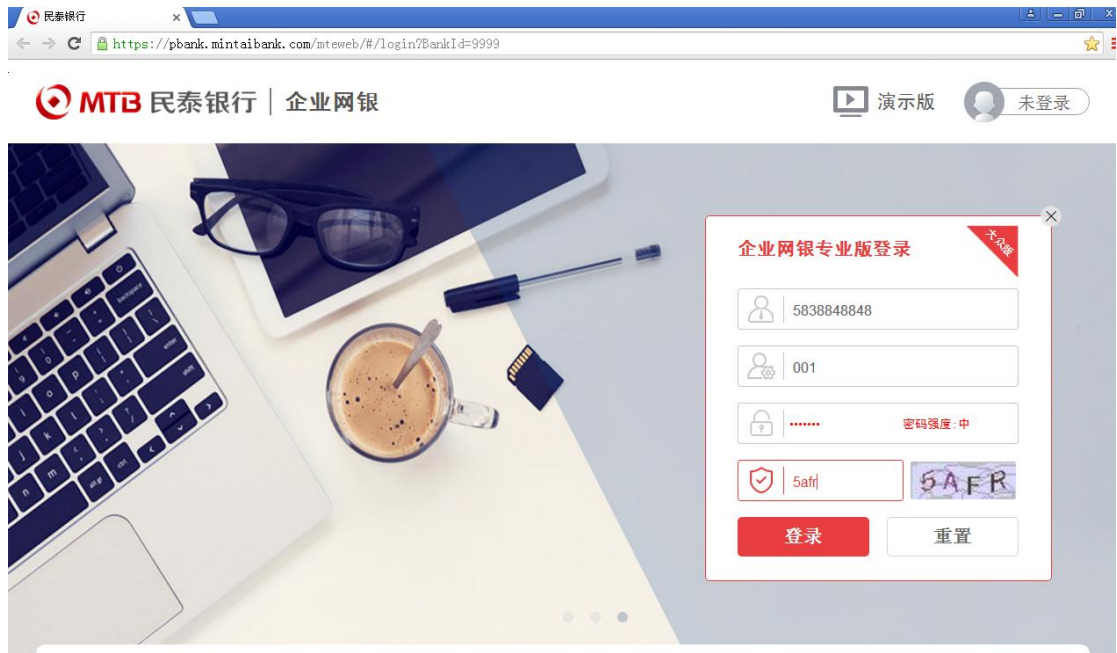 民泰银行
https://pbank.mintaibank.com/mteweb/#/login?BankId=9999
MTB 民泰银行 | 企业网银
演示版
未登录
企业网银专业版登录
大众版
5838848848
001
•••••••
密码强度:中
5afr
5AFR
登录
重置